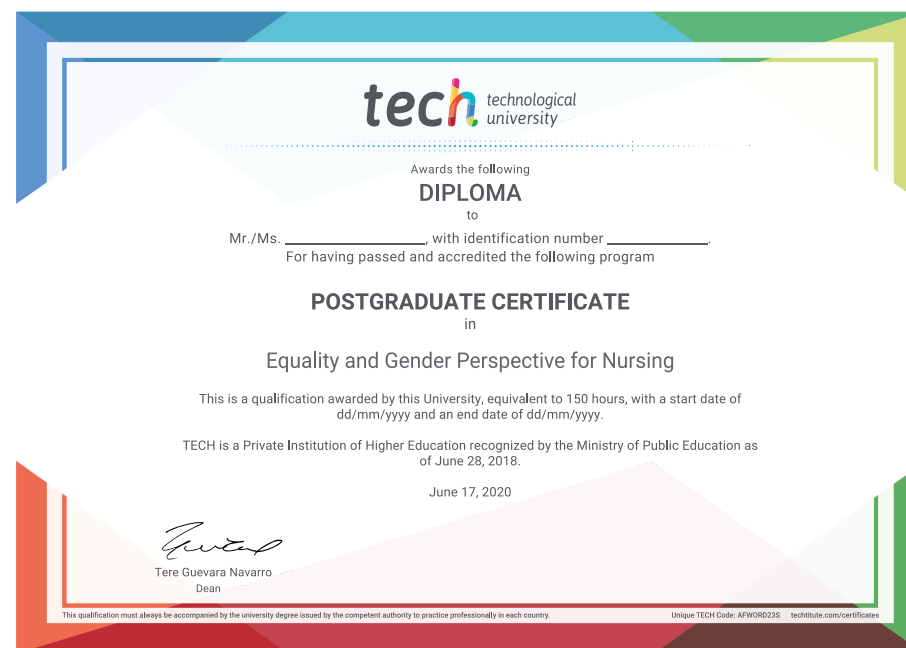 tech technological
university
Awards the following
DIPLOMA
to
Mr./Ms. ____________________, with identification number ______________.
For having passed and accredited the following program
POSTGRADUATE CERTIFICATE
in
Equality and Gender Perspective for Nursing
This is a qualification awarded by this University, equivalent to 150 hours, with a start date of
dd/mm/yyyy and an end date of dd/mm/yyyy.
TECH is a Private Institution of Higher Education recognized by the Ministry of Public Education as
of June 28, 2018.
June 17, 2020
Tere Guevara Navarro
Dean
This qualification must always be accompanied by the university degree issued by the competent authority to practice professionally in each country. Unique TECH Code: AFWORD23S techtitute.com/certificates